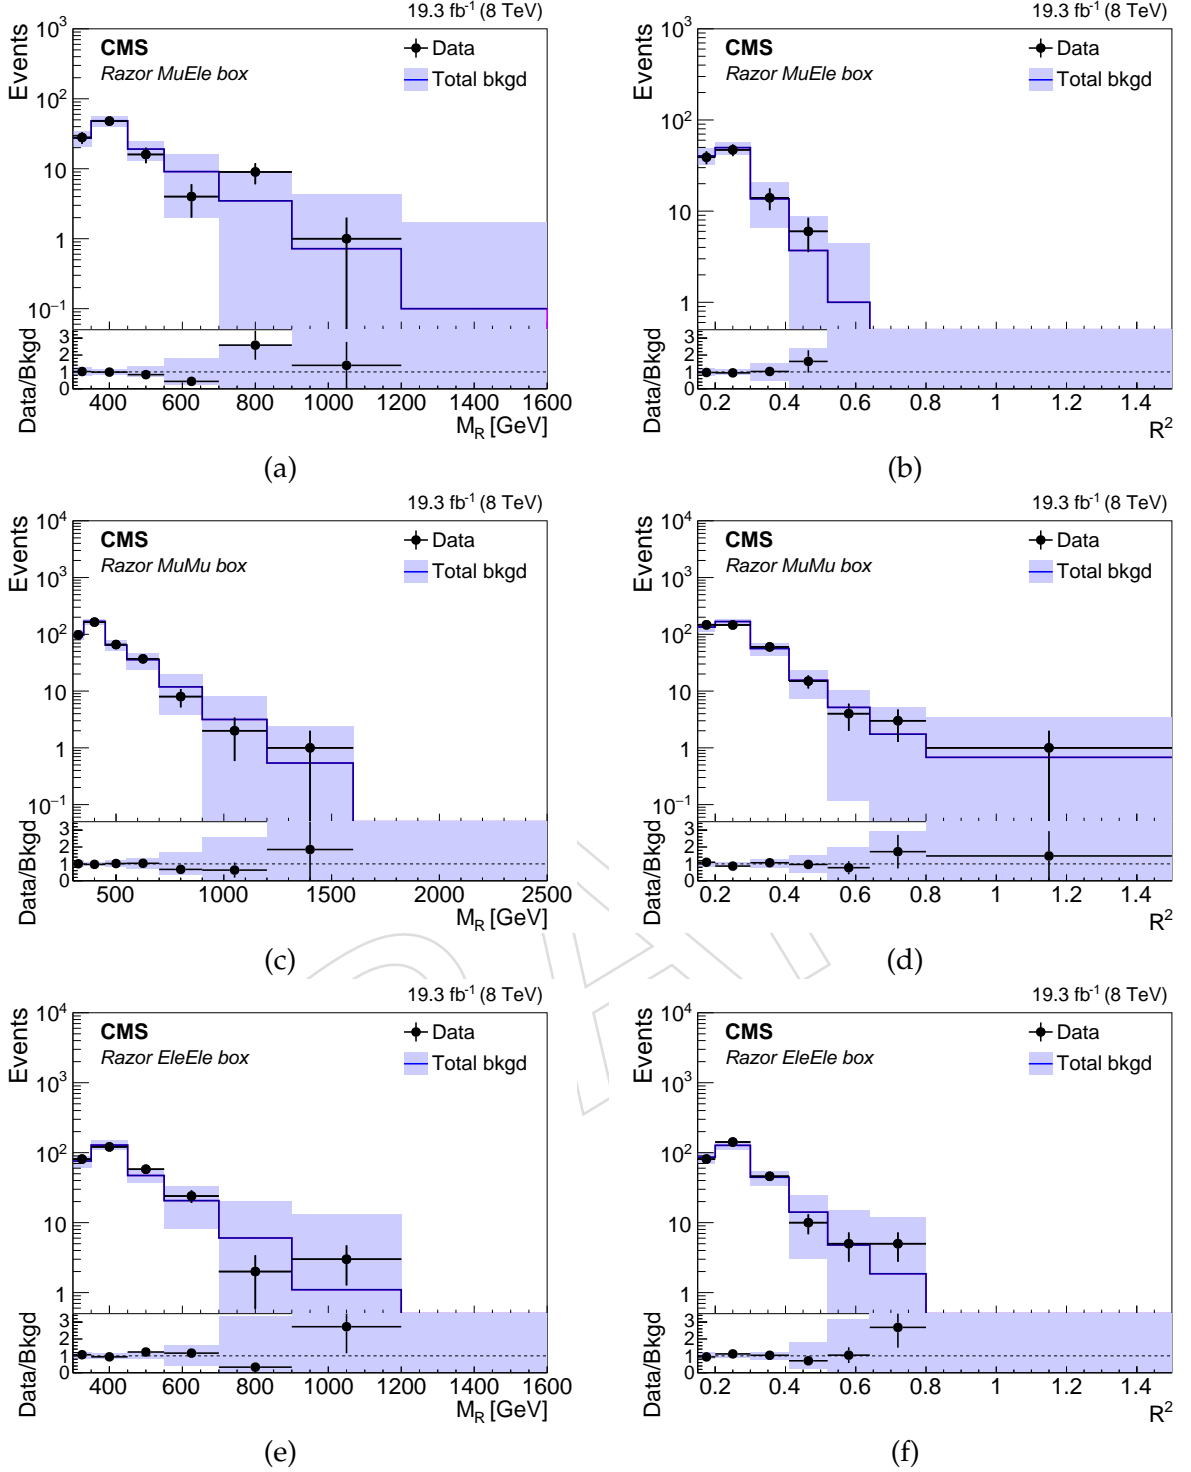 19.3 fb⁻¹ (8 TeV)
Events
10³
10²
10
1
10⁻¹
CMS
Razor MuEle box
Data
Total bkgd
Data/Bkgd
3
2
1
0
400 600 800 1000 1200 1400 1600
M_R [GeV]
(a)
19.3 fb⁻¹ (8 TeV)
Events
10³
10²
10
1
CMS
Razor MuEle box
Data
Total bkgd
Data/Bkgd
3
2
1
0
0.2 0.4 0.6 0.8 1 1.2 1.4
R²
(b)
19.3 fb⁻¹ (8 TeV)
Events
10⁴
10³
10²
10
1
10⁻¹
CMS
Razor MuMu box
Data
Total bkgd
Data/Bkgd
3
2
1
0
500 1000 1500 2000 2500
M_R [GeV]
(c)
19.3 fb⁻¹ (8 TeV)
Events
10⁴
10³
10²
10
1
10⁻¹
CMS
Razor MuMu box
Data
Total bkgd
Data/Bkgd
3
2
1
0
0.2 0.4 0.6 0.8 1 1.2 1.4
R²
(d)
19.3 fb⁻¹ (8 TeV)
Events
10⁴
10³
10²
10
1
CMS
Razor EleEle box
Data
Total bkgd
Data/Bkgd
3
2
1
0
400 600 800 1000 1200 1400 1600
M_R [GeV]
(e)
19.3 fb⁻¹ (8 TeV)
Events
10⁴
10³
10²
10
1
CMS
Razor EleEle box
Data
Total bkgd
Data/Bkgd
3
2
1
0
0.2 0.4 0.6 0.8 1 1.2 1.4
R²
(f)